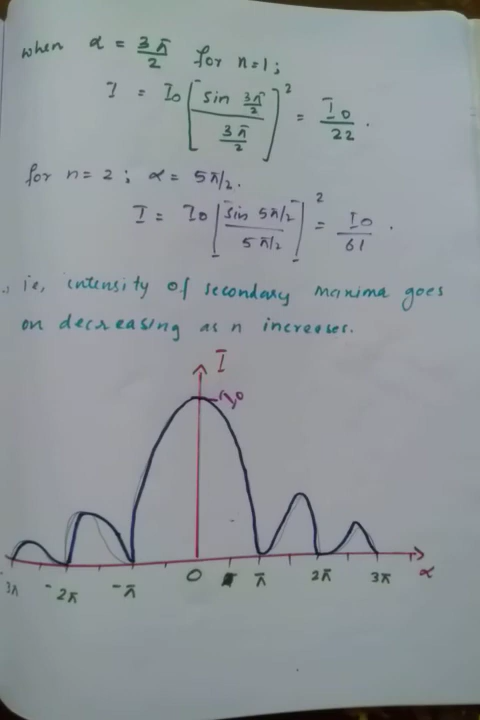 when α = 3π/2 for n=1;
I = I0 [sin 3π/2 / 3π/2]² = I0/22.
for n=2; α = 5π/2.
I = I0 [sin 5π/2 / 5π/2]² = I0/61.
∴ ie, intensity of secondary maxima goes
on decreasing as n increases.
I
-3π -2π -π 0 π 2π 3π α